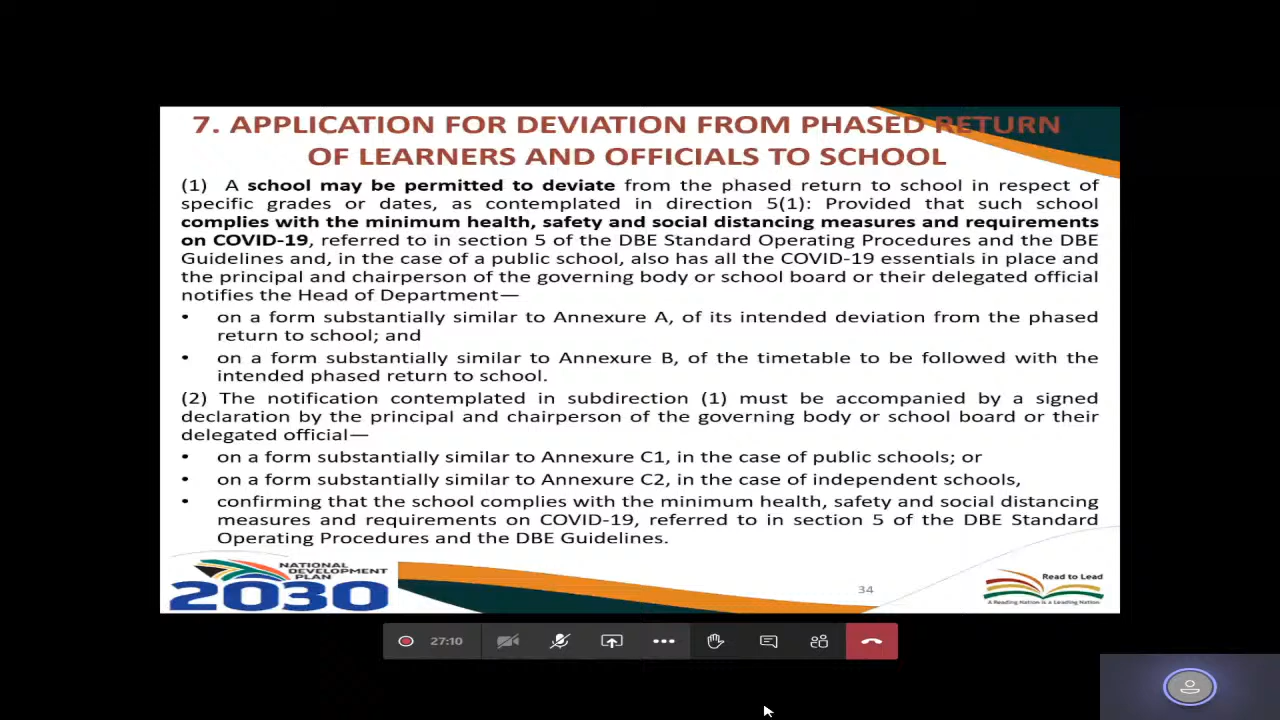 7. APPLICATION FOR DEVIATION FROM PHASED RETURN
OF LEARNERS AND OFFICIALS TO SCHOOL
(1) A school may be permitted to deviate from the phased return to school in respect of
specific grades or dates, as contemplated in direction 5(1): Provided that such school
complies with the minimum health, safety and social distancing measures and requirements
on COVID-19, referred to in section 5 of the DBE Standard Operating Procedures and the DBE
Guidelines and, in the case of a public school, also has all the COVID-19 essentials in place and
the principal and chairperson of the governing body or school board or their delegated official
notifies the Head of Department—
• on a form substantially similar to Annexure A, of its intended deviation from the phased
return to school; and
• on a form substantially similar to Annexure B, of the timetable to be followed with the
intended phased return to school.
(2) The notification contemplated in subdirection (1) must be accompanied by a signed
declaration by the principal and chairperson of the governing body or school board or their
delegated official—
• on a form substantially similar to Annexure C1, in the case of public schools; or
• on a form substantially similar to Annexure C2, in the case of independent schools,
• confirming that the school complies with the minimum health, safety and social distancing
measures and requirements on COVID-19, referred to in section 5 of the DBE Standard
Operating Procedures and the DBE Guidelines.
NATIONAL
DEVELOPMENT
PLAN
2030
34
Read to Lead
A Reading Nation is a Leading Nation
27:10